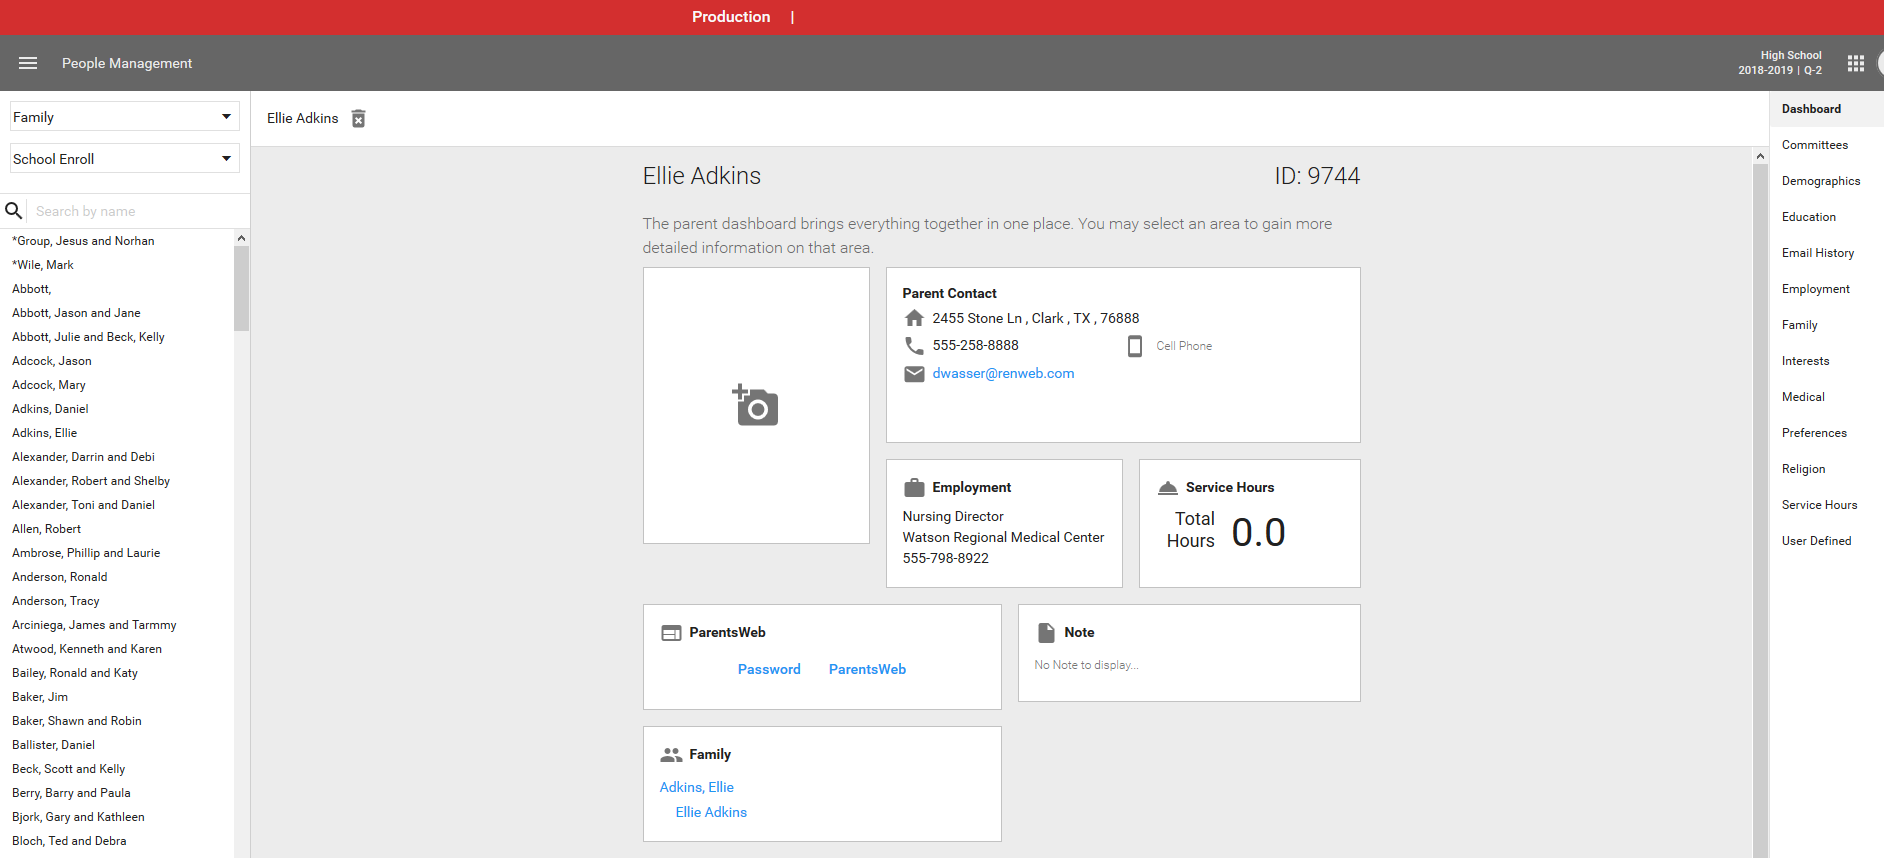 Production |
People Management
High School
2018-2019 | Q-2
Family
School Enroll
Search by name
*Group, Jesus and Norhan
*Wile, Mark
Abbott,
Abbott, Jason and Jane
Abbott, Julie and Beck, Kelly
Adcock, Jason
Adcock, Mary
Adkins, Daniel
Adkins, Ellie
Alexander, Darrin and Debi
Alexander, Robert and Shelby
Alexander, Toni and Daniel
Allen, Robert
Ambrose, Phillip and Laurie
Anderson, Ronald
Anderson, Tracy
Arciniega, James and Tarmmy
Atwood, Kenneth and Karen
Bailey, Ronald and Katy
Baker, Jim
Baker, Shawn and Robin
Ballister, Daniel
Beck, Scott and Kelly
Berry, Barry and Paula
Bjork, Gary and Kathleen
Bloch, Ted and Debra
Ellie Adkins
Ellie Adkins
ID: 9744
The parent dashboard brings everything together in one place. You may select an area to gain more
detailed information on that area.
Parent Contact
2455 Stone Ln , Clark , TX , 76888
555-258-8888
Cell Phone
dwasser@renweb.com
Employment
Nursing Director
Watson Regional Medical Center
555-798-8922
Service Hours
Total
Hours
0.0
ParentsWeb
Password
ParentsWeb
Note
No Note to display...
Family
Adkins, Ellie
Ellie Adkins
Dashboard
Committees
Demographics
Education
Email History
Employment
Family
Interests
Medical
Preferences
Religion
Service Hours
User Defined